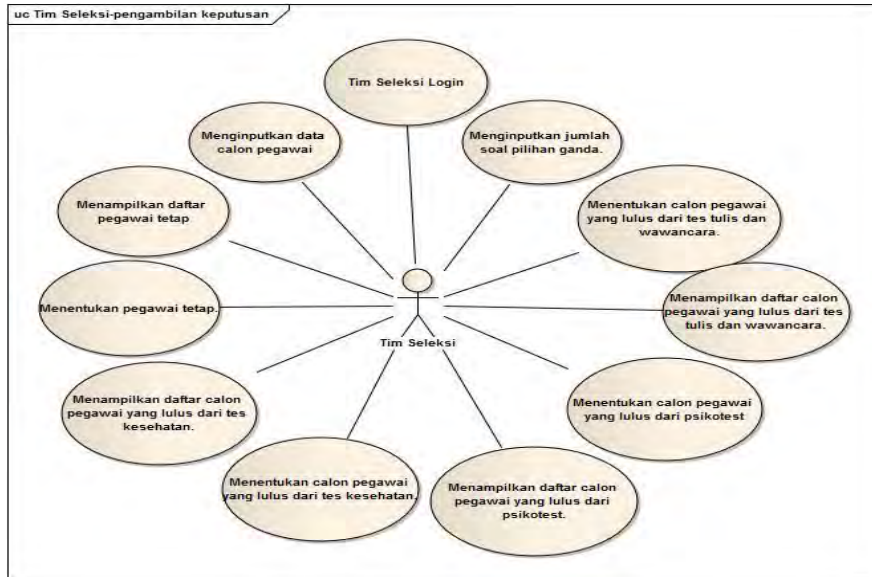 uc Tim Seleksi-pengambilan keputusan
Tim Seleksi Login
Menginputkan data
calon pegawai
Menginputkan jumlah
soal pilihan ganda.
Menampilkan daftar
pegawai tetap
Menentukan calon pegawai
yang lulus dari tes tulis dan
wawancara.
Menentukan pegawai tetap.
Menampilkan daftar calon
pegawai yang lulus dari tes
tulis dan wawancara.
Tim Seleksi
Menampilkan daftar calon
pegawai yang lulus dari tes
kesehatan.
Menentukan calon pegawai
yang lulus dari psikotest
Menentukan calon pegawai
yang lulus dari tes kesehatan.
Menampilkan daftar calon
pegawai yang lulus dari
psikotest.